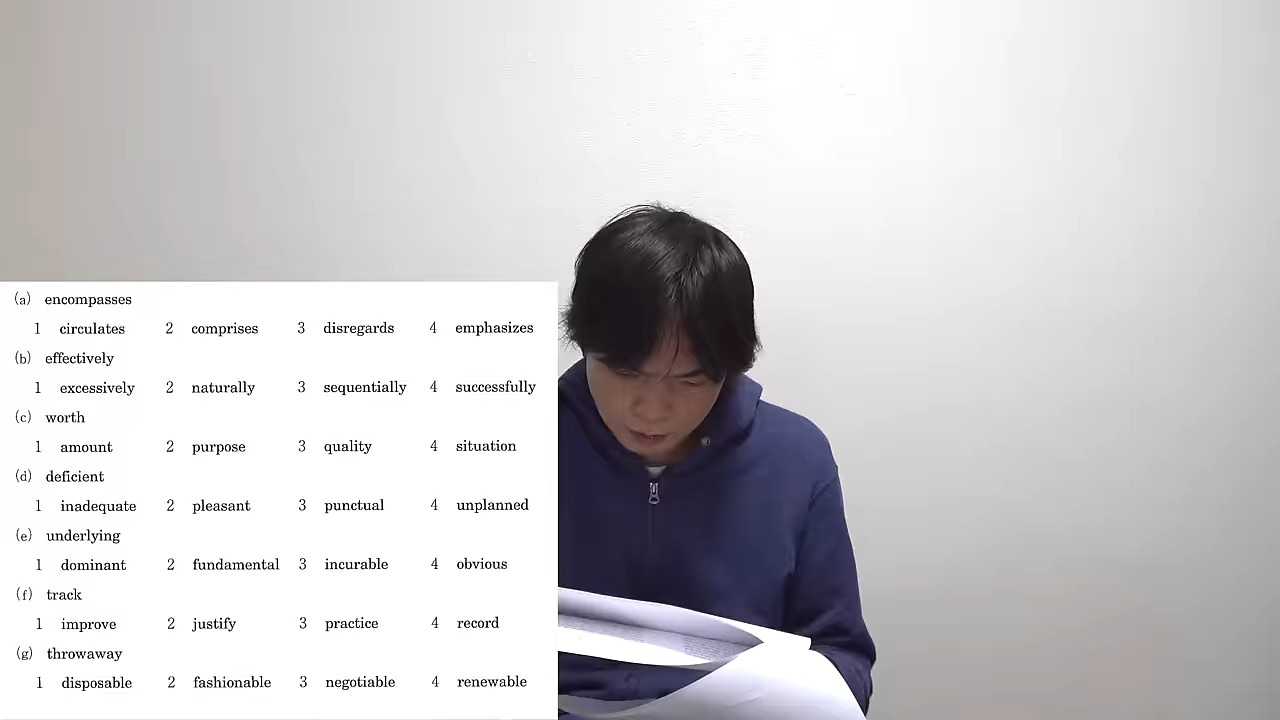 (a) encompasses
1 circulates 2 comprises 3 disregards 4 emphasizes
(b) effectively
1 excessively 2 naturally 3 sequentially 4 successfully
(c) worth
1 amount 2 purpose 3 quality 4 situation
(d) deficient
1 inadequate 2 pleasant 3 punctual 4 unplanned
(e) underlying
1 dominant 2 fundamental 3 incurable 4 obvious
(f) track
1 improve 2 justify 3 practice 4 record
(g) throwaway
1 disposable 2 fashionable 3 negotiable 4 renewable